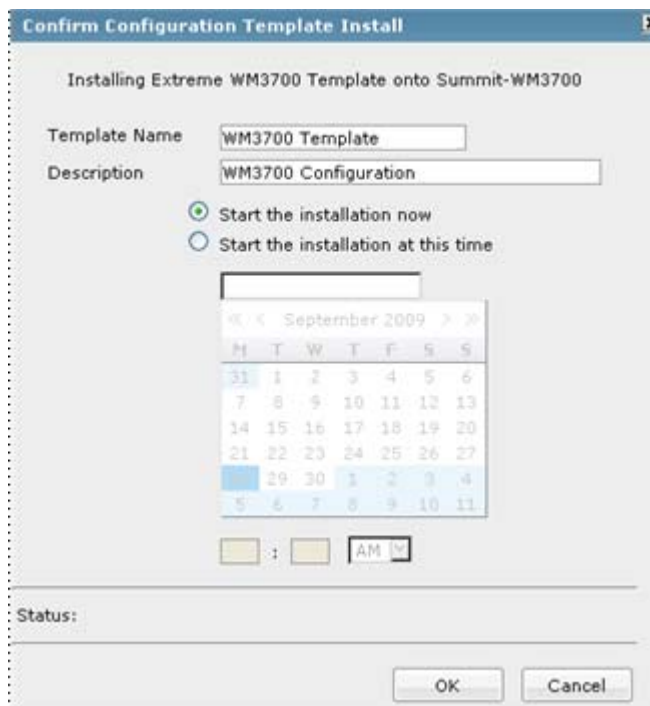 Confirm Configuration Template Install
Installing Extreme WM3700 Template onto Summit-WM3700
Template Name WM3700 Template
Description WM3700 Configuration
Start the installation now
Start the installation at this time
« < September 2009 > »
M T W T F S S
31 1 2 3 4 5 6
7 8 9 10 11 12 13
14 15 16 17 18 19 20
21 22 23 24 25 26 27
29 30 1 2 3 4
5 6 7 8 9 10 11
: AM
Status:
OK Cancel